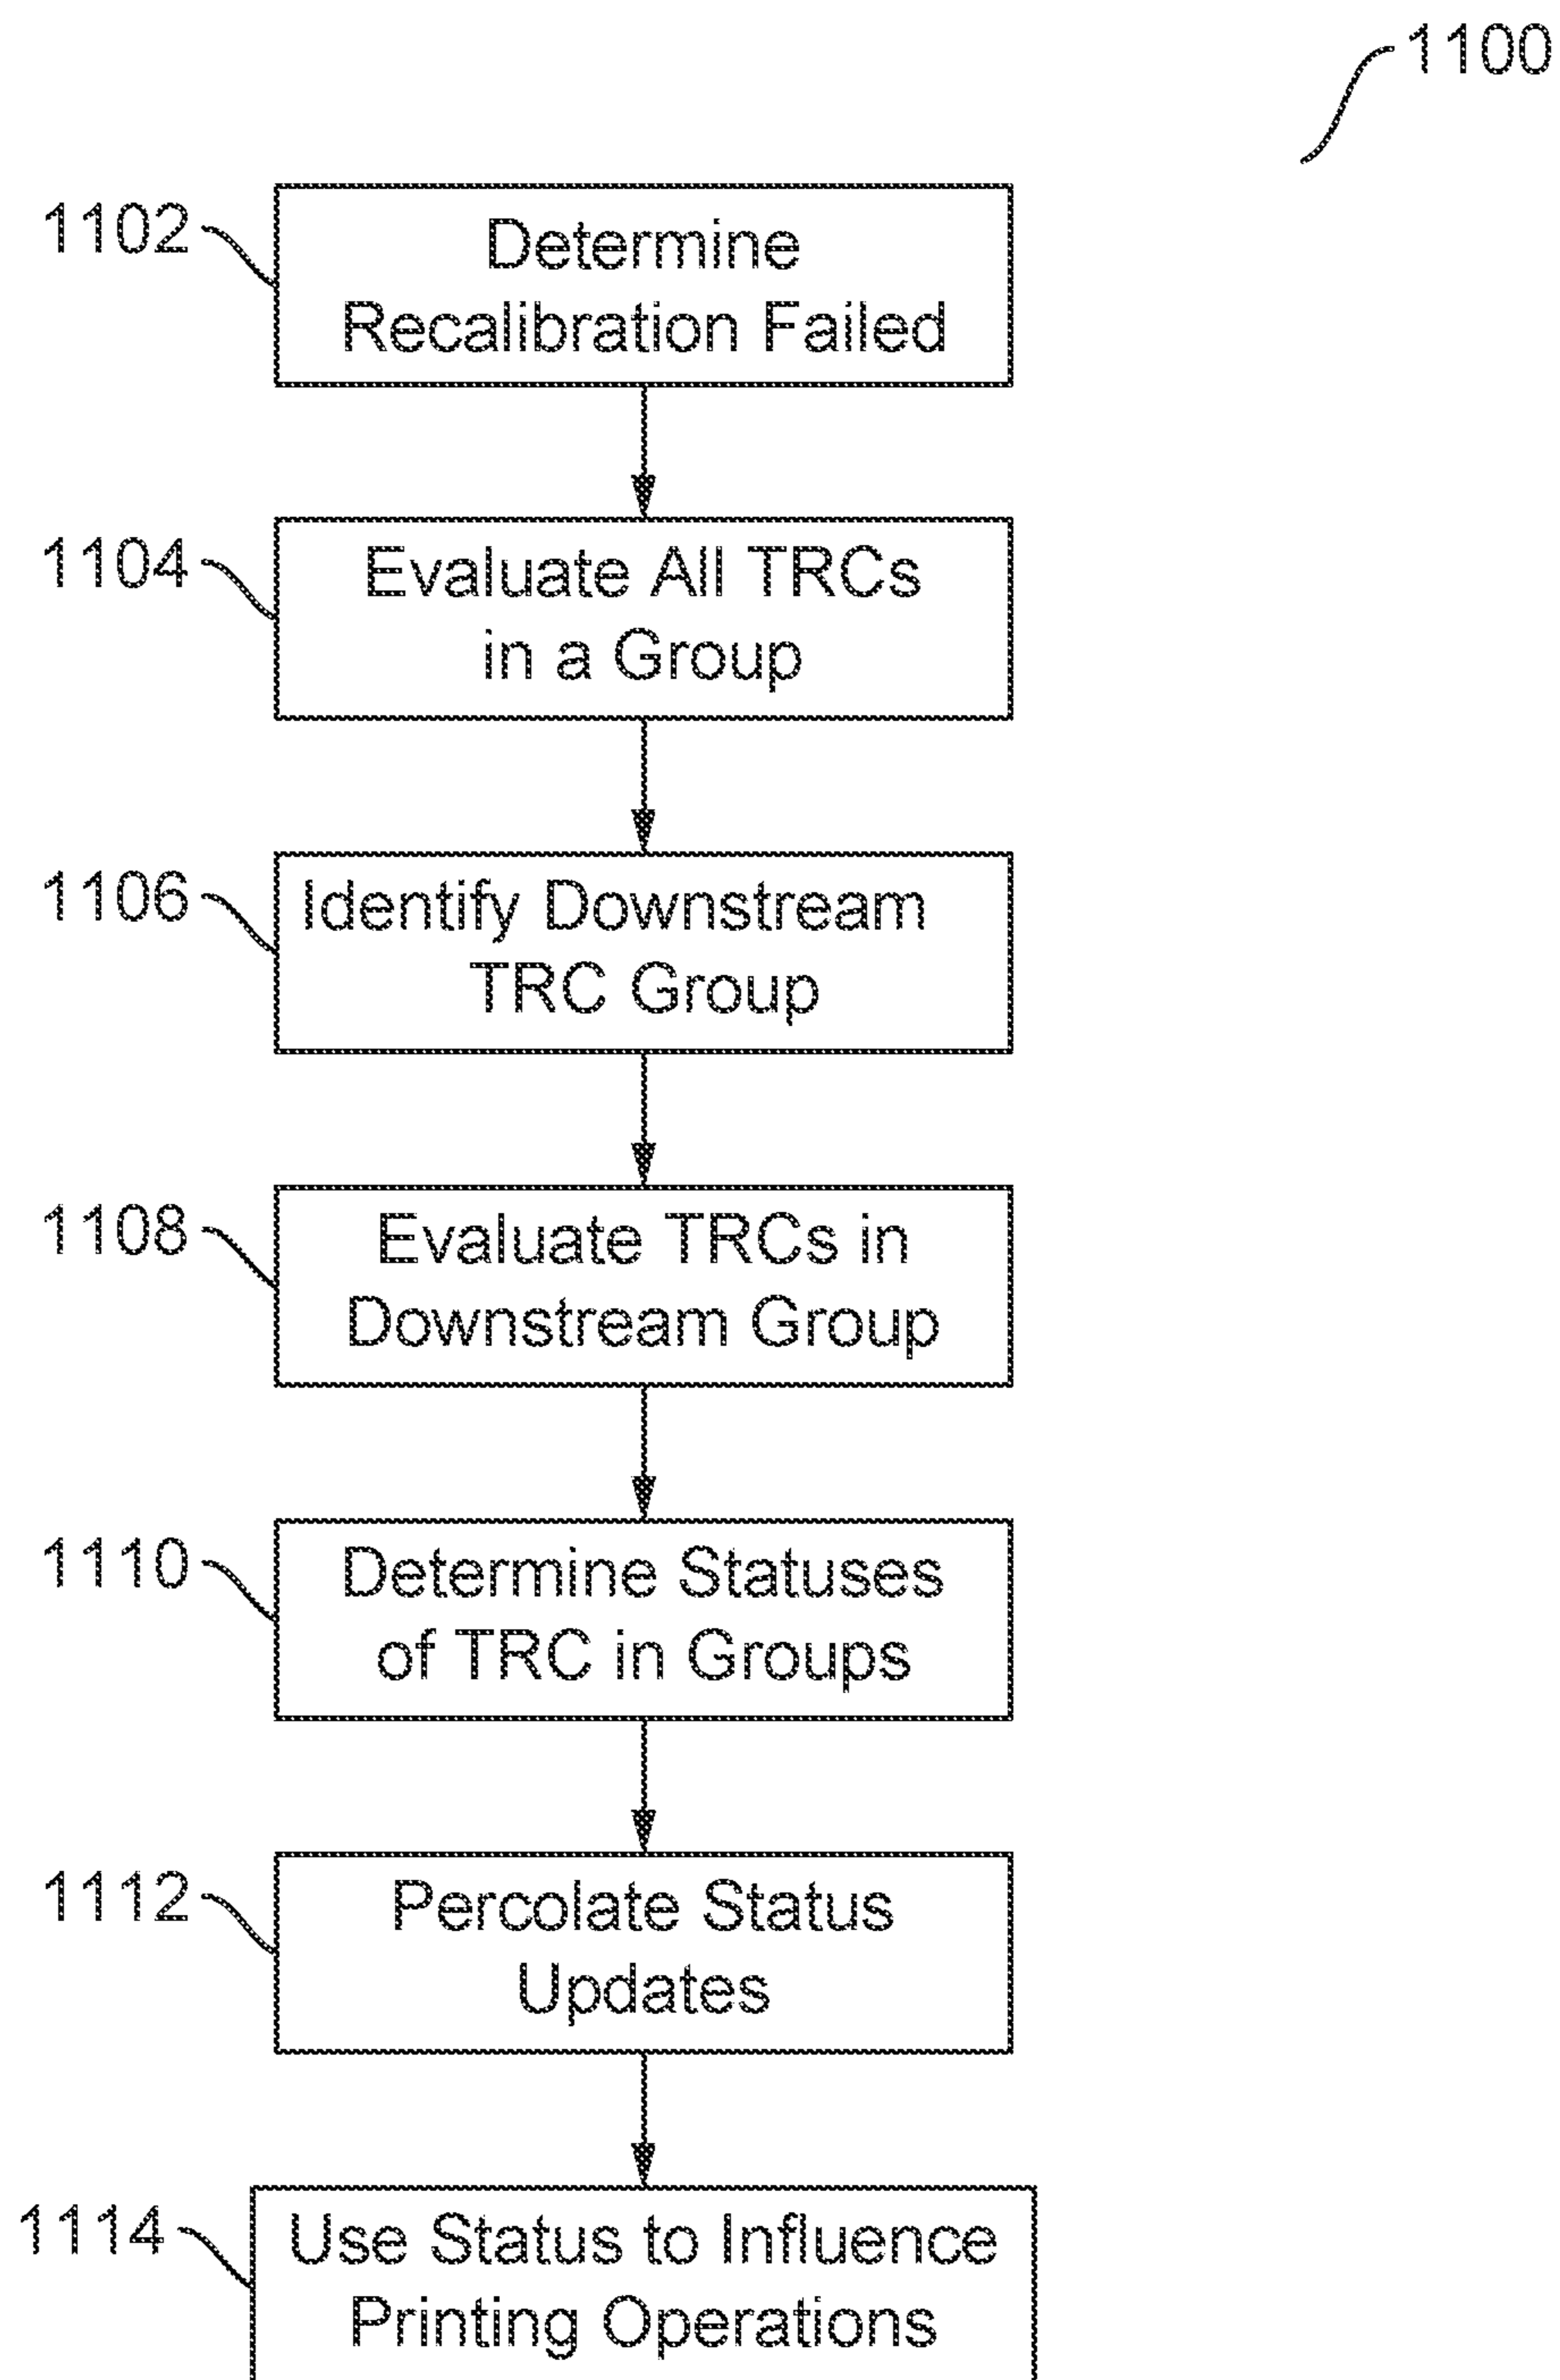 1100
1102
Determine
Recalibration Failed
1104
Evaluate All TRCs
in a Group
1106
Identify Downstream
TRC Group
1108
Evaluate TRCs in
Downstream Group
1110
Determine Statuses
of TRC in Groups
1112
Percolate Status
Updates
1114
Use Status to Influence
Printing Operations